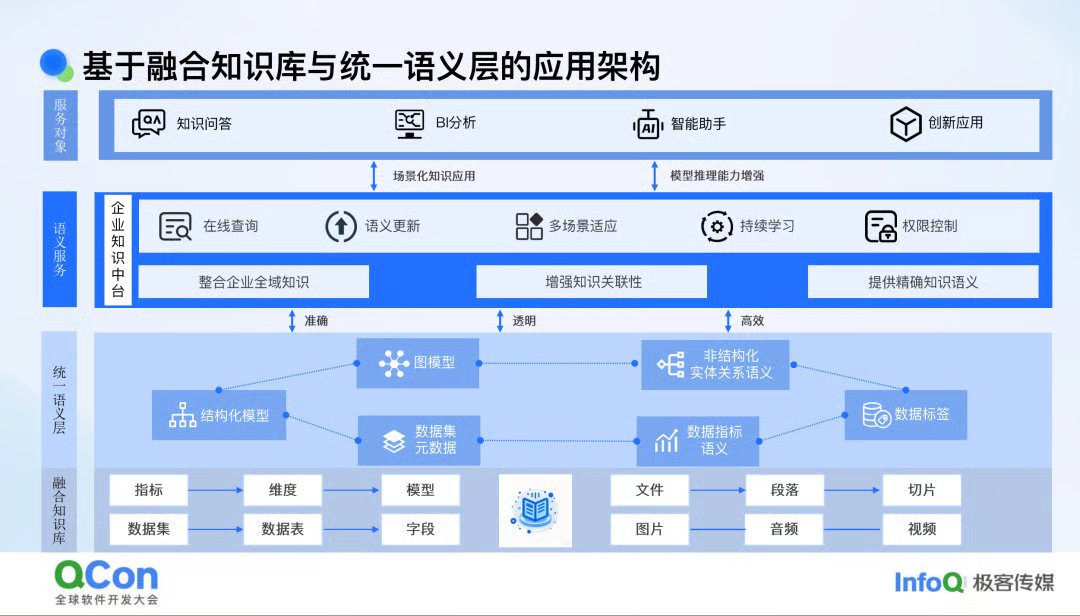 基于融合知识库与统一语义层的应用架构
服务对象
QA
知识问答
BI分析
AI
智能助手
创新应用
场景化知识应用
模型推理能力增强
语义服务
企业知识中台
在线查询
语义更新
多场景适应
持续学习
权限控制
整合企业全域知识
增强知识关联性
提供精确知识语义
准确
透明
高效
统一语义层
图模型
非结构化
实体关系语义
结构化模型
数据标签
数据集
元数据
数据指标
语义
融合知识库
指标
维度
模型
文件
段落
切片
数据集
数据表
字段
图片
音频
视频
QCon
全球软件开发大会
InfoQ 极客传媒